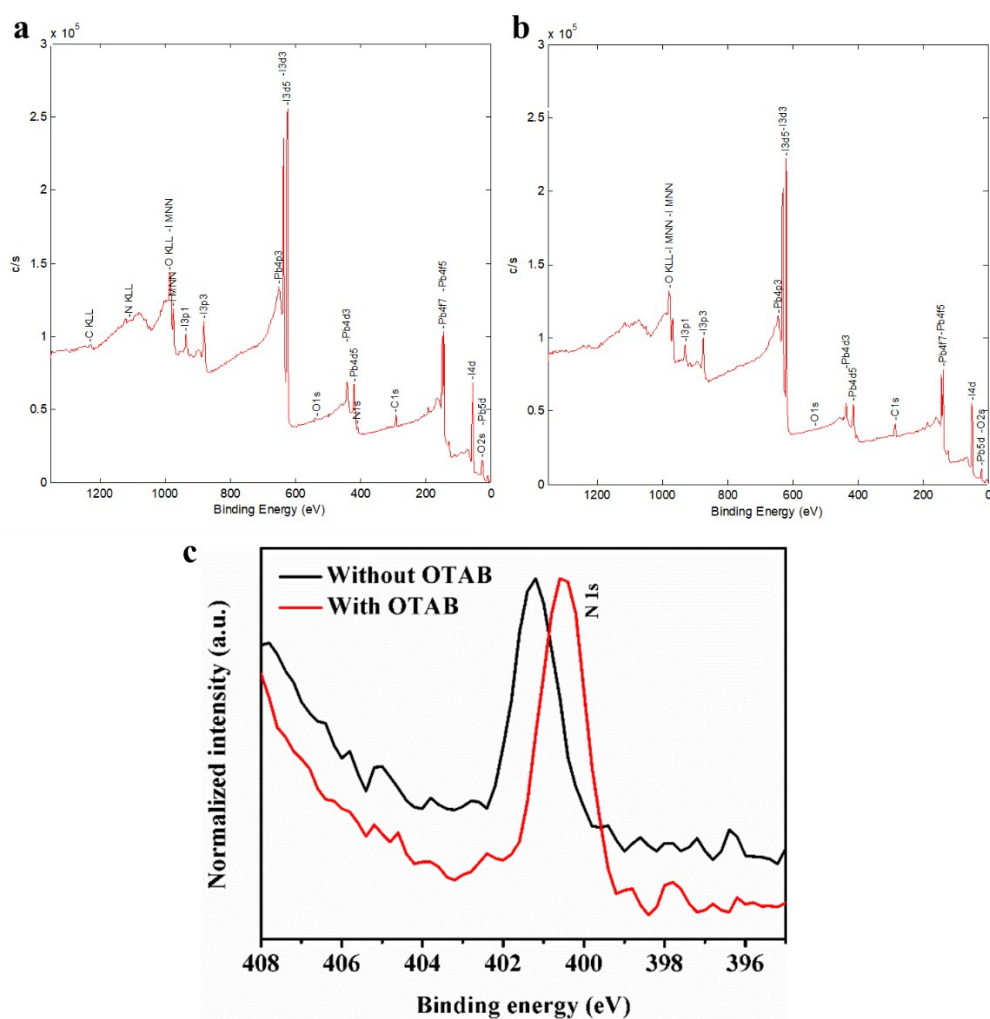 a
x 10⁵
3
2.5
2
1.5
1
0.5
0
c/s
-C KLL
-N KLL
-O KLL -I MNN
-I MNN
-I3p1
-I3p3
-Pb4p3
-I3d5 -I3d3
-O1s
-Pb4d3
-Pb4d5
-N1s
-C1s
-Pb4f7 -Pb4f5
-I4d
-O2s -Pb5d
1200 1000 800 600 400 200 0
Binding Energy (eV)
b
x 10⁵
3
2.5
2
1.5
1
0.5
0
c/s
-O KLL-I MNN -I MNN
-I3p1
-I3p3
-Pb4p3
-I3d5 -I3d3
-O1s
-Pb4d3
-Pb4d5
-C1s
-Pb4f7 -Pb4f5
-I4d
-Pb5d -O2s
1200 1000 800 600 400 200 0
Binding Energy (eV)
c
Without OTAB
With OTAB
N 1s
Normalized intensity (a.u.)
408 406 404 402 400 398 396
Binding energy (eV)